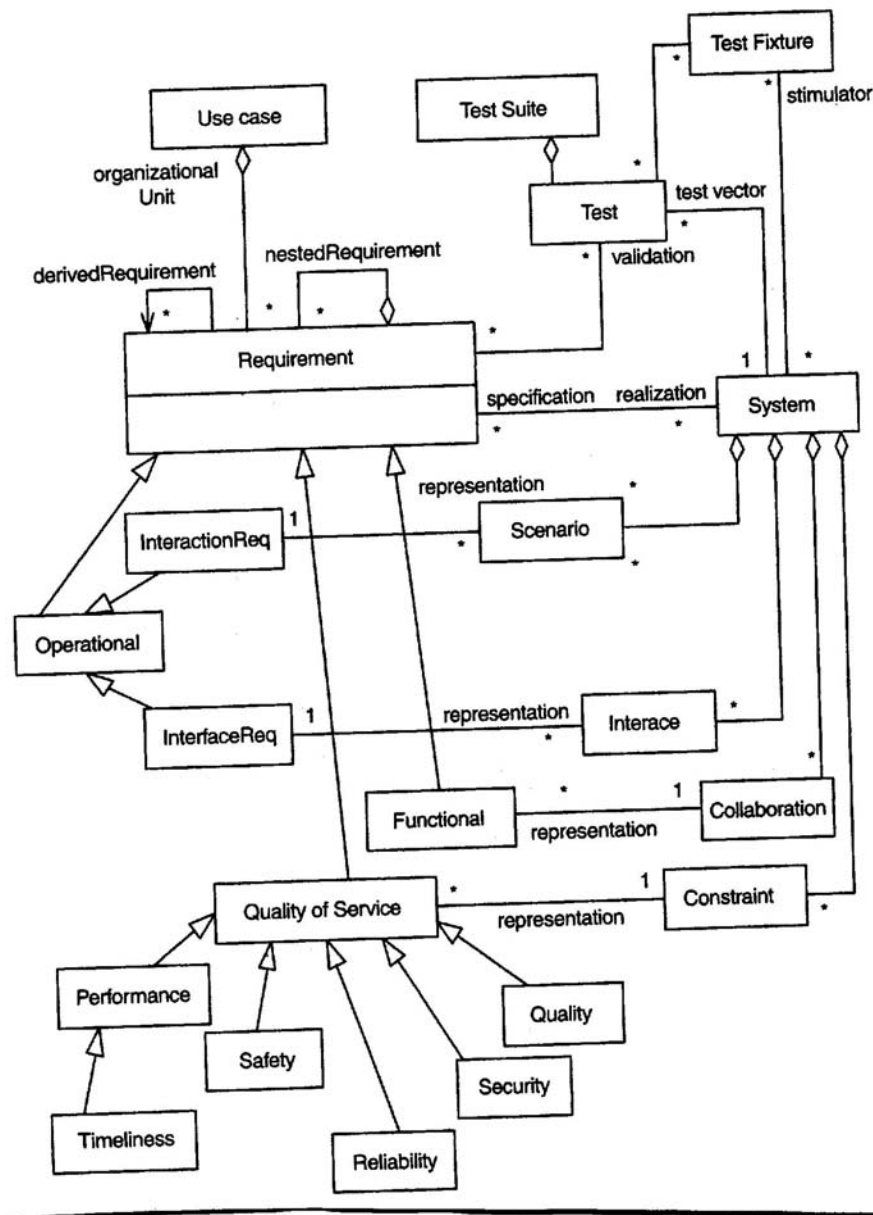 Test Fixture
*
*
stimulator
Use case
Test Suite
organizational
Unit
*
Test
test vector
*
*
validation
nestedRequirement
derivedRequirement
*
*
*
*
Requirement
1
*
specification
realization
System
*
*
representation
*
InteractionReq
1
*
Scenario
*
Operational
InterfaceReq
1
representation
*
Interace
*
*
Functional
*
1
Collaboration
representation
Quality of Service
*
1
Constraint
*
representation
Performance
Quality
Safety
Security
Timeliness
Reliability